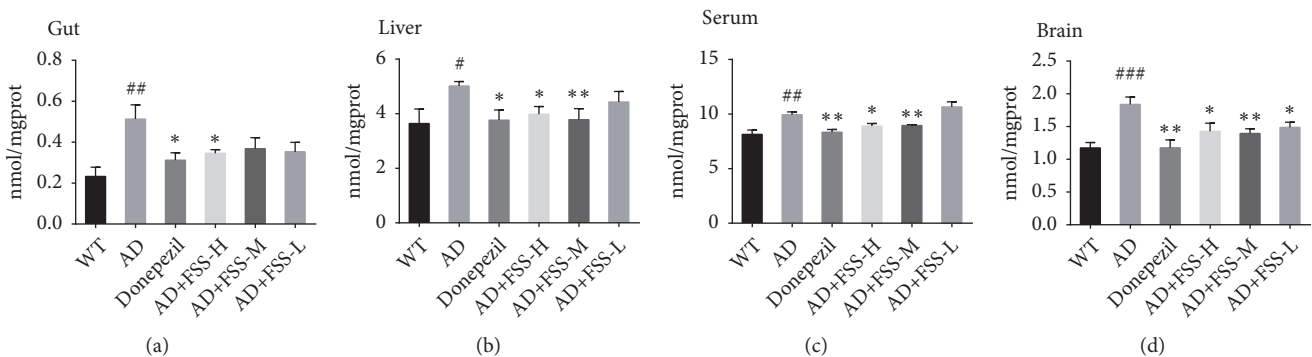 Gut
nmol/mgprot
0.8
0.6
0.4
0.2
0.0
##
*
*
WT
AD
Donepezil
AD+FSS-H
AD+FSS-M
AD+FSS-L
(a)
Liver
nmol/mgprot
6
4
2
0
#
*
*
**
WT
AD
Donepezil
AD+FSS-H
AD+FSS-M
AD+FSS-L
(b)
Serum
nmol/mgprot
15
10
5
0
##
**
*
**
WT
AD
Donepezil
AD+FSS-H
AD+FSS-M
AD+FSS-L
(c)
Brain
nmol/mgprot
2.5
2.0
1.5
1.0
0.5
0.0
###
**
*
**
*
WT
AD
Donepezil
AD+FSS-H
AD+FSS-M
AD+FSS-L
(d)